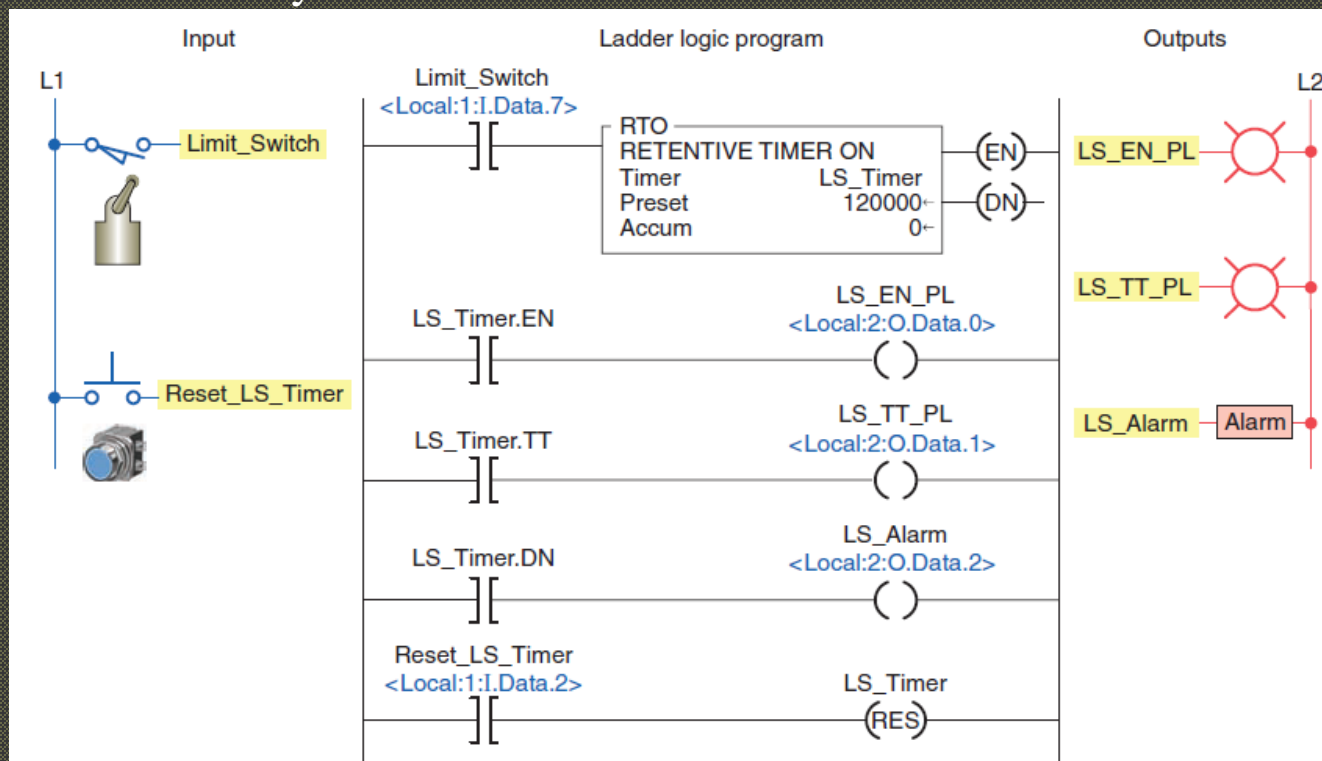 Input Ladder logic program Outputs
L1 L2
Limit_Switch
<Local:1:I.Data.7>
Limit_Switch
RTO
RETENTIVE TIMER ON
Timer LS_Timer
Preset 120000
Accum 0
EN
DN
LS_EN_PL
LS_TT_PL
LS_Timer.EN
LS_EN_PL
<Local:2:O.Data.0>
Reset_LS_Timer
LS_Timer.TT
LS_TT_PL
<Local:2:O.Data.1>
LS_Alarm Alarm
LS_Timer.DN
LS_Alarm
<Local:2:O.Data.2>
Reset_LS_Timer
<Local:1:I.Data.2>
LS_Timer
RES